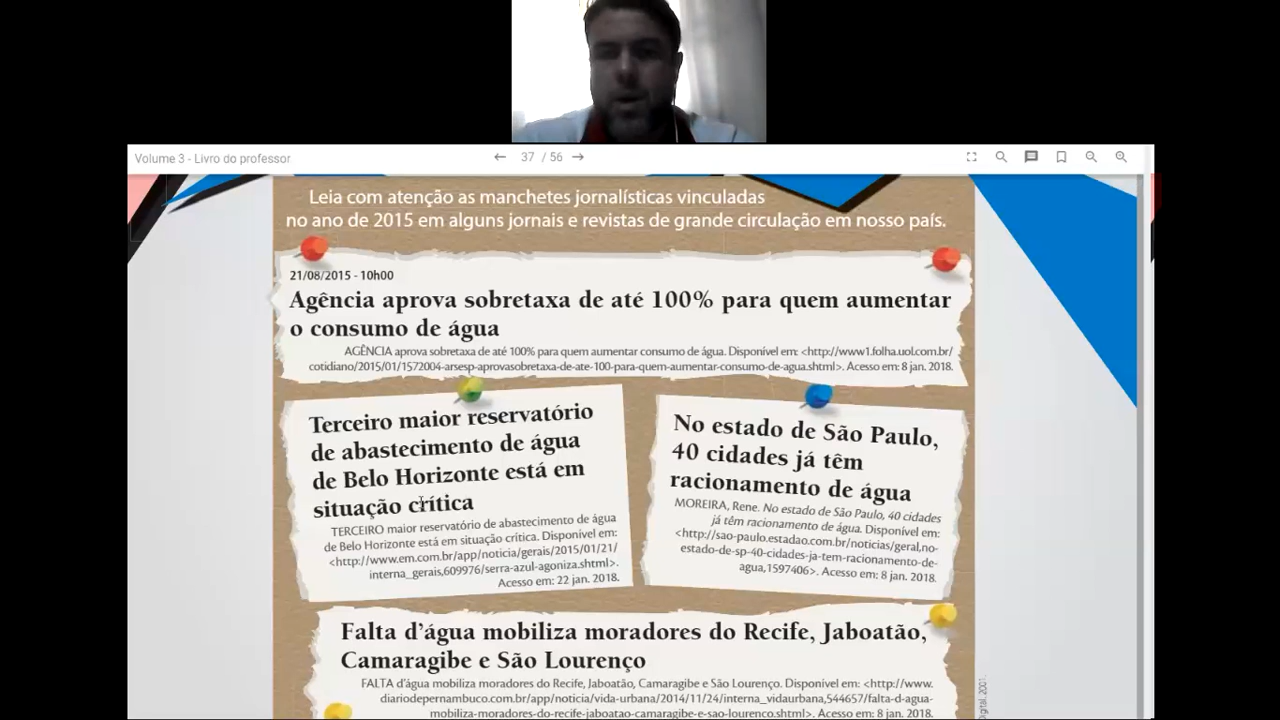 Volume 3 - Livro do professor
37 / 56
Leia com atenção as manchetes jornalísticas vinculadas
no ano de 2015 em alguns jornais e revistas de grande circulação em nosso país.
21/08/2015 - 10h00
Agência aprova sobretaxa de até 100% para quem aumentar
o consumo de água
AGÊNCIA aprova sobretaxa de até 100% para quem aumentar consumo de água. Disponível em: <http://www1.folha.uol.com.br/
cotidiano/2015/01/1572004-arsesp-aprovasobretaxa-de-ate-100-para-quem-aumentar-consumo-de-agua.shtml>. Acesso em: 8 jan. 2018.
Terceiro maior reservatório
de abastecimento de água
de Belo Horizonte está em
situação crítica
TERCEIRO maior reservatório de abastecimento de água
de Belo Horizonte está em situação crítica. Disponível em:
<http://www.em.com.br/app/noticia/gerais/2015/01/21/
interna_gerais,609976/serra-azul-agoniza.shtml>.
Acesso em: 22 jan. 2018.
No estado de São Paulo,
40 cidades já têm
racionamento de água
MOREIRA, Rene. No estado de São Paulo, 40 cidades
já têm racionamento de água. Disponível em:
<http://sao-paulo.estadao.com.br/noticias/geral,no-
estado-de-sp-40-cidades-ja-tem-racionamento-de-
agua,1597406>. Acesso em: 8 jan. 2018.
Falta d'água mobiliza moradores do Recife, Jaboatão,
Camaragibe e São Lourenço
FALTA d'água mobiliza moradores do Recife, Jaboatão, Camaragibe e São Lourenço. Disponível em: <http://www.
diariodepernambuco.com.br/app/noticia/vida-urbana/2014/11/24/interna_vidaurbana,544657/falta-d-agua-
mobiliza-moradores-do-recife-jaboatao-camaragibe-e-sao-lourenco.shtml>. Acesso em: 8 jan. 2018.
Digital, 2001.